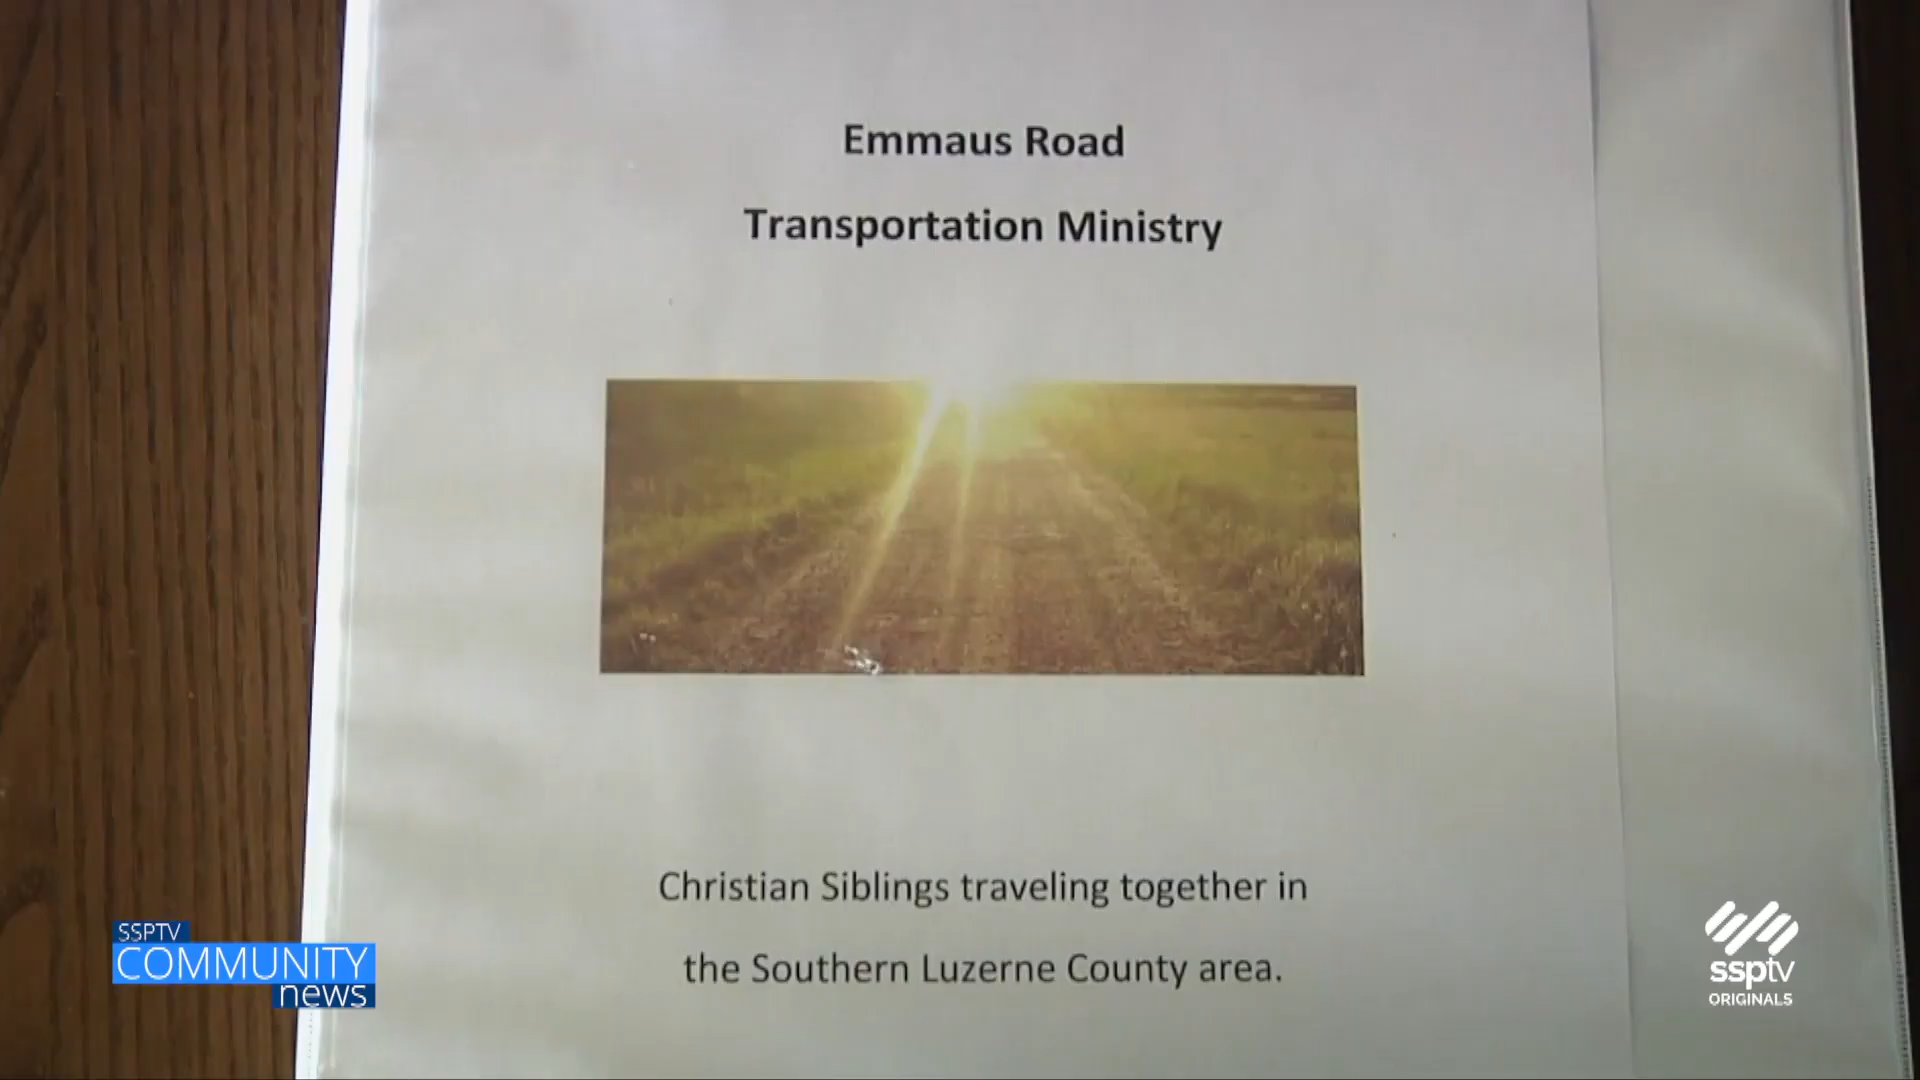 Emmaus Road
Transportation Ministry
Christian Siblings traveling together in
the Southern Luzerne County area.
SSPTV
COMMUNITY
news
ssptv
ORIGINALS